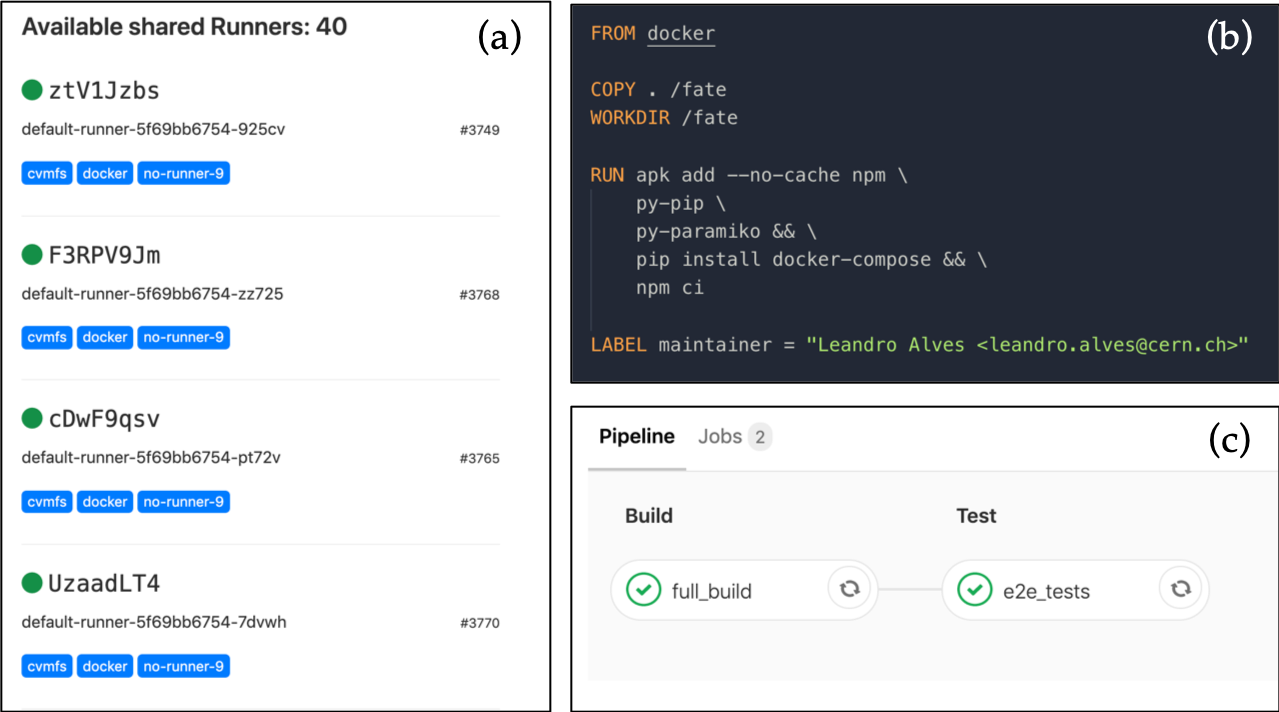 Available shared Runners: 40
(a)
ztV1Jzbs
default-runner-5f69bb6754-925cv #3749
cvmfs docker no-runner-9
F3RPV9Jm
default-runner-5f69bb6754-zz725 #3768
cvmfs docker no-runner-9
cDwF9qsv
default-runner-5f69bb6754-pt72v #3765
cvmfs docker no-runner-9
UzaadLT4
default-runner-5f69bb6754-7dvwh #3770
cvmfs docker no-runner-9
(b)
FROM docker
COPY . /fate
WORKDIR /fate
RUN apk add --no-cache npm \
py-pip \
py-paramiko && \
pip install docker-compose && \
npm ci
LABEL maintainer = "Leandro Alves <leandro.alves@cern.ch>"
(c)
Pipeline Jobs 2
Build Test
full_build e2e_tests